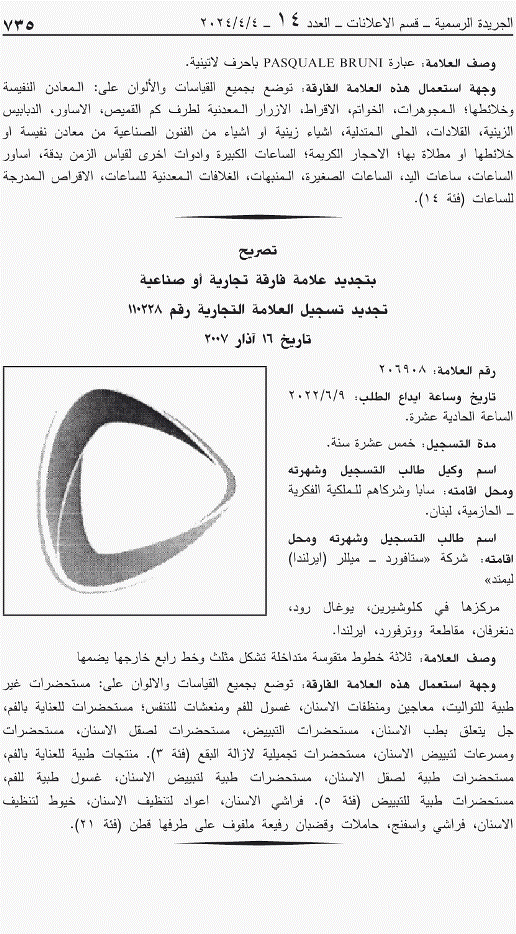 الجريدة الرسمية ــ قسم الاعلانات ــ العدد ١٤ ــ ٢٠٢٤/٤/٤
٧٣٥
وصف العلامة: عبارة PASQUALE BRUNI باحرف لاتينية.
وجهة استعمال هذه العلامة الفارقة: توضع بجميع القياسات والألوان على: المعادن النفيسة
وخلائطها؛ المجوهرات، الخواتم، الاقراط، الازرار المعدنية لطرف كم القميص، الاساور، الدبابيس
الزينية، القلادات، الحلى المتدلية، اشياء زينية او اشياء من الفنون الصناعية من معادن نفيسة او
خلائطها او مطلاة بها؛ الاحجار الكريمة؛ الساعات الكبيرة وادوات اخرى لقياس الزمن بدقة، اساور
الساعات، ساعات اليد، الساعات الصغيرة، المنبهات، الغلافات المعدنية للساعات، الاقراص المدرجة
للساعات (فئة ١٤).
تصريح
بتجديد علامة فارقة تجارية أو صناعية
تجديد تسجيل العلامة التجارية رقم ١١٠٢٢٨
تاريخ ١٦ آذار ٢٠٠٧
رقم العلامة: ٢٠٦٩٠٨
تاريخ وساعة ايداع الطلب: ٢٠٢٢/٦/٩
الساعة الحادية عشرة.
مدة التسجيل: خمس عشرة سنة.
اسم وكيل طالب التسجيل وشهرته
ومحل اقامته: سابا وشركاهم للملكية الفكرية
ــ الحازمية، لبنان.
اسم طالب التسجيل وشهرته ومحل
اقامته: شركة «ستافورد ــ ميللر (ايرلندا)
ليمتد»
مركزها في كلوشيرين، يوغال رود،
دنغرفان، مقاطعة ووترفورد، ايرلندا.
وصف العلامة: ثلاثة خطوط متقوسة متداخلة تشكل مثلث وخط رابع خارجها يضمها
وجهة استعمال هذه العلامة الفارقة: توضع بجميع القياسات والالوان على: مستحضرات غير
طبية للتواليت، معاجين ومنظفات الاسنان، غسول للفم ومنعشات للتنفس؛ مستحضرات للعناية بالفم،
جل يتعلق بطب الاسنان، مستحضرات التبييض، مستحضرات لصقل الاسنان، مستحضرات
ومسرعات لتبييض الاسنان، مستحضرات تجميلية لازالة البقع (فئة ٣). منتجات طبية للعناية بالفم،
مستحضرات طبية لصقل الاسنان، مستحضرات طبية لتبييض الاسنان، غسول طبية للفم،
مستحضرات طبية للتبييض (فئة ٥). فراشي الاسنان، اعواد لتنظيف الاسنان، خيوط لتنظيف
الاسنان، فراشي واسفنج، حاملات وقضبان رفيعة ملفوف على طرفها قطن (فئة ٢١).